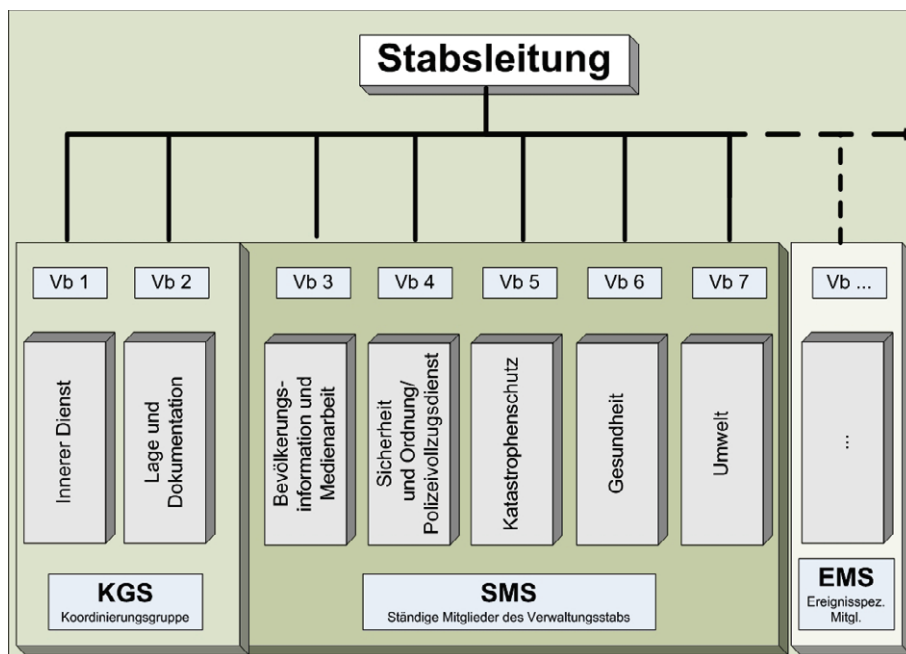 Stabsleitung
Vb 1
Vb 2
Vb 3
Vb 4
Vb 5
Vb 6
Vb 7
Vb ...
Innerer Dienst
Lage und
Dokumentation
Bevölkerungs-
information und
Medienarbeit
Sicherheit
und Ordnung/
Polizeivollzugsdienst
Katastrophenschutz
Gesundheit
Umwelt
...
KGS
Koordinierungsgruppe
SMS
Ständige Mitglieder des Verwaltungsstabs
EMS
Ereignisspez.
Mitgl.